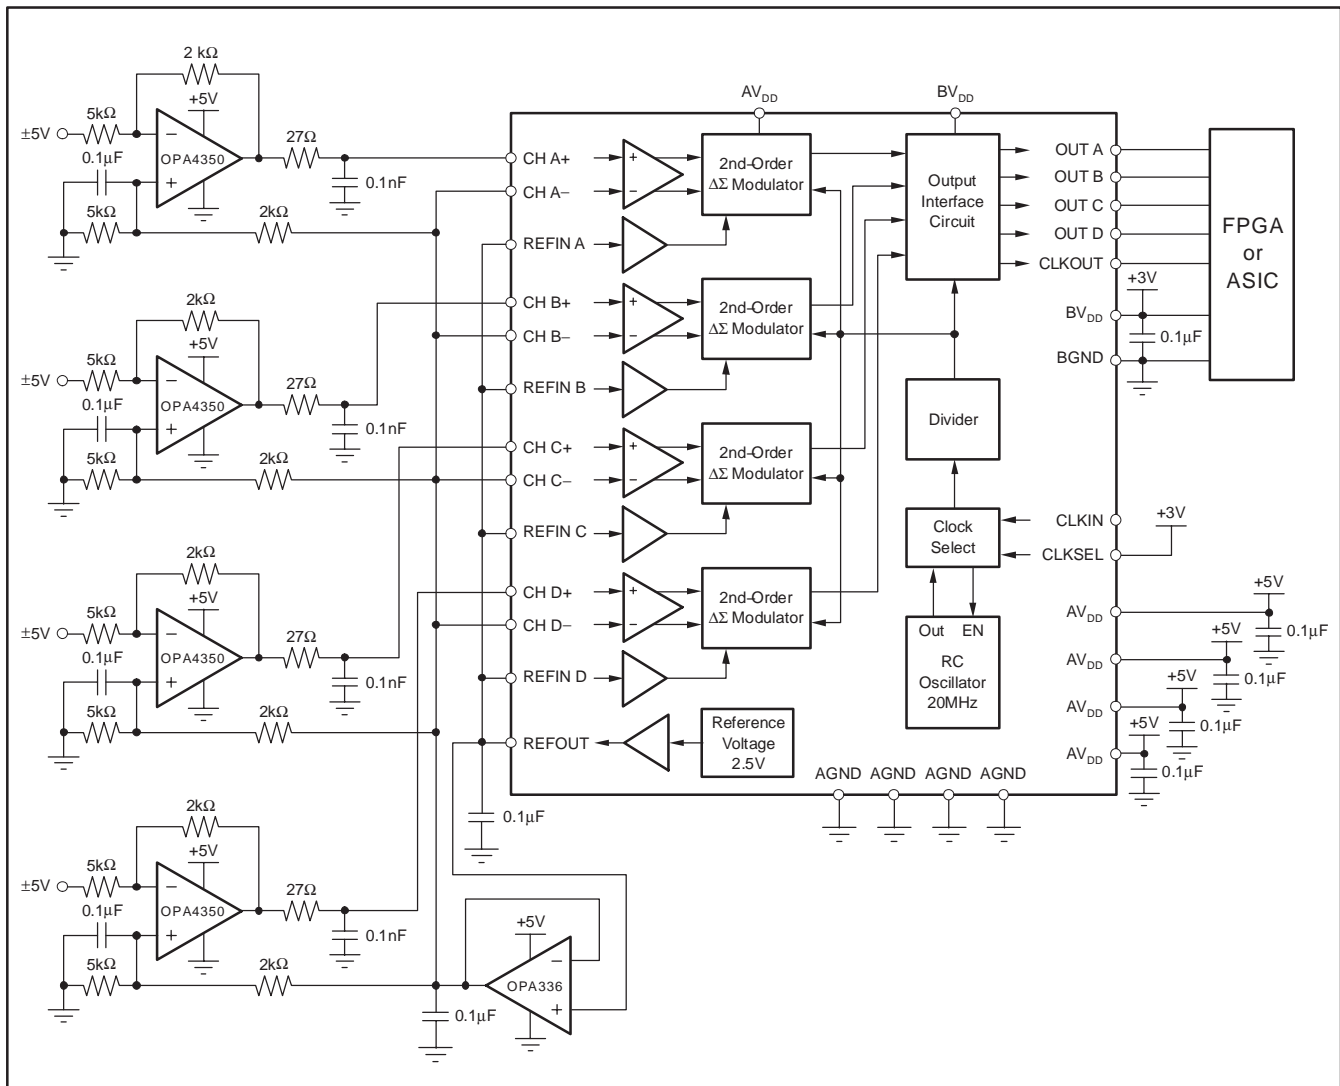 2 kΩ
+5V
5kΩ
±5V
−
OPA4350
0.1μF
+
27Ω
0.1nF
5kΩ
2kΩ
2kΩ
+5V
5kΩ
±5V
−
OPA4350
0.1μF
+
27Ω
0.1nF
5kΩ
2kΩ
2kΩ
+5V
5kΩ
±5V
−
OPA4350
0.1μF
+
27Ω
0.1nF
5kΩ
2kΩ
2kΩ
+5V
5kΩ
±5V
−
OPA4350
0.1μF
+
27Ω
0.1nF
5kΩ
2kΩ
0.1μF
+5V
−
OPA336
+
0.1μF
AVDD
BVDD
CH A+
CH A−
REFIN A
+
−
2nd-Order
ΔΣ Modulator
CH B+
CH B−
REFIN B
+
−
2nd-Order
ΔΣ Modulator
CH C+
CH C−
REFIN C
+
−
2nd-Order
ΔΣ Modulator
CH D+
CH D−
REFIN D
+
−
2nd-Order
ΔΣ Modulator
REFOUT
Reference
Voltage
2.5V
Output
Interface
Circuit
Divider
Clock
Select
Out EN
RC
Oscillator
20MHz
AGND AGND AGND AGND
OUT A
OUT B
OUT C
OUT D
CLKOUT
+3V
BVDD
0.1μF
BGND
FPGA
or
ASIC
CLKIN
+3V
CLKSEL
+5V
AVDD
0.1μF
+5V
AVDD
0.1μF
+5V
AVDD
0.1μF
+5V
AVDD
0.1μF